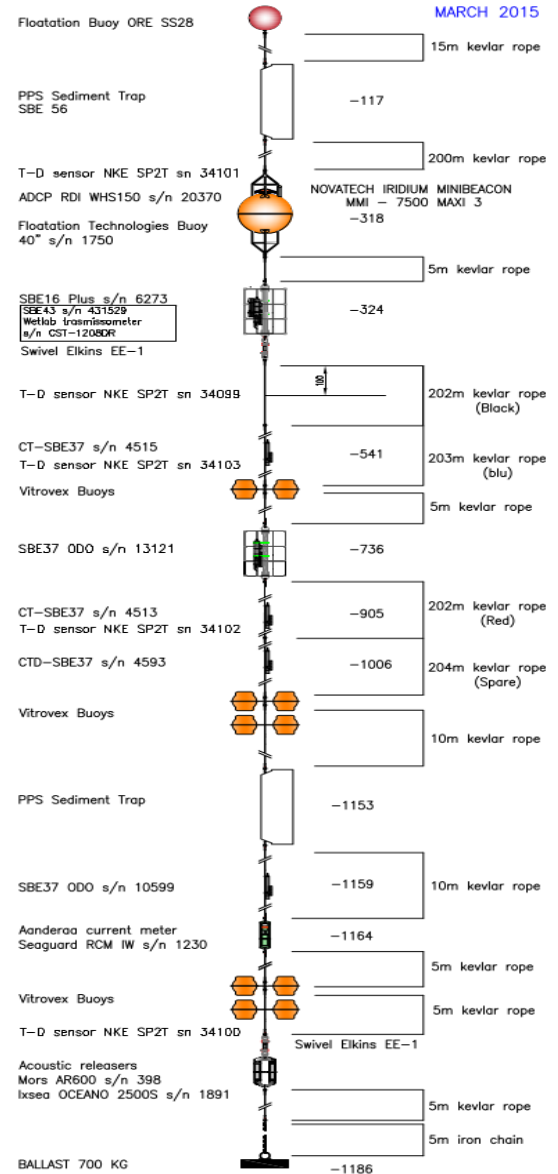 MARCH 2015
Floatation Buoy ORE SS28
15m kevlar rope
PPS Sediment Trap
SBE 56
-117
200m kevlar rope
T-D sensor NKE SP2T sn 34101
ADCP RDI WHS150 s/n 20370
NOVATECH IRIDIUM MINIBEACON
MMI - 7500 MAXI 3
-318
Floatation Technologies Buoy
40" s/n 1750
5m kevlar rope
SBE16 Plus s/n 6273
-324
SBE43 s/n 431529
Wetlab trasmissometer
s/n CST-1208DR
Swivel Elkins EE-1
100
T-D sensor NKE SP2T sn 34099
202m kevlar rope
(Black)
CT-SBE37 s/n 4515
-541
T-D sensor NKE SP2T sn 34103
203m kevlar rope
(blu)
Vitrovex Buoys
5m kevlar rope
SBE37 ODO s/n 13121
-736
CT-SBE37 s/n 4513
-905
202m kevlar rope
(Red)
T-D sensor NKE SP2T sn 34102
CTD-SBE37 s/n 4593
-1006
204m kevlar rope
(Spare)
Vitrovex Buoys
10m kevlar rope
PPS Sediment Trap
-1153
SBE37 ODO s/n 10599
-1159
10m kevlar rope
Aanderaa current meter
Seaguard RCM IW s/n 1230
-1164
5m kevlar rope
Vitrovex Buoys
5m kevlar rope
T-D sensor NKE SP2T sn 34100
Swivel Elkins EE-1
Acoustic releasers
Mors AR600 s/n 398
Ixsea OCEANO 2500S s/n 1891
5m kevlar rope
5m iron chain
BALLAST 700 KG
-1186